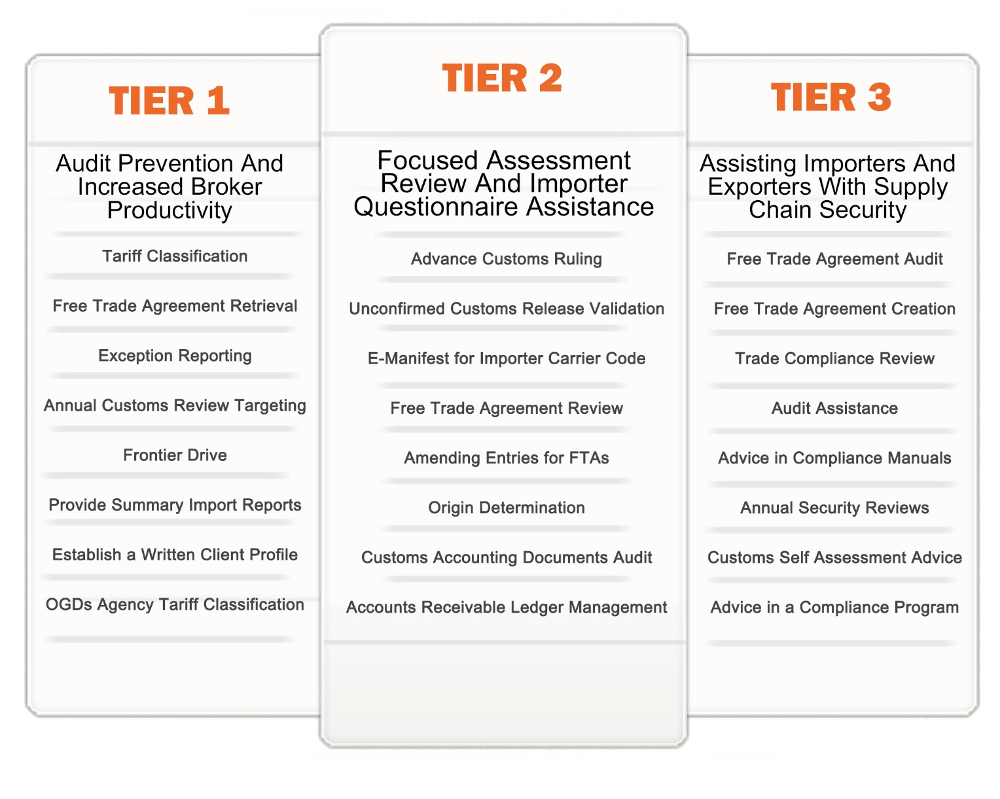 TIER 1
Audit Prevention And
Increased Broker
Productivity
Tariff Classification
Free Trade Agreement Retrieval
Exception Reporting
Annual Customs Review Targeting
Frontier Drive
Provide Summary Import Reports
Establish a Written Client Profile
OGDs Agency Tariff Classification
TIER 2
Focused Assessment
Review And Importer
Questionnaire Assistance
Advance Customs Ruling
Unconfirmed Customs Release Validation
E-Manifest for Importer Carrier Code
Free Trade Agreement Review
Amending Entries for FTAs
Origin Determination
Customs Accounting Documents Audit
Accounts Receivable Ledger Management
TIER 3
Assisting Importers And
Exporters With Supply
Chain Security
Free Trade Agreement Audit
Free Trade Agreement Creation
Trade Compliance Review
Audit Assistance
Advice in Compliance Manuals
Annual Security Reviews
Customs Self Assessment Advice
Advice in a Compliance Program